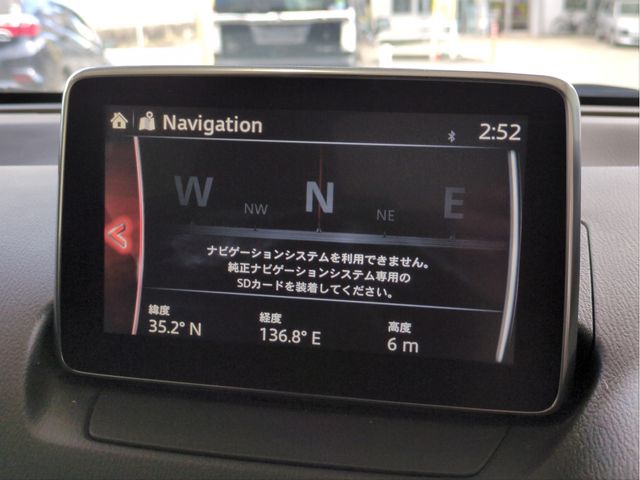 Navigation
2:52
W NW N NE E
ナビゲーションシステムを利用できません。
純正ナビゲーションシステム専用の
SDカードを装着してください。
緯度 経度 高度
35.2° N 136.8° E 6 m